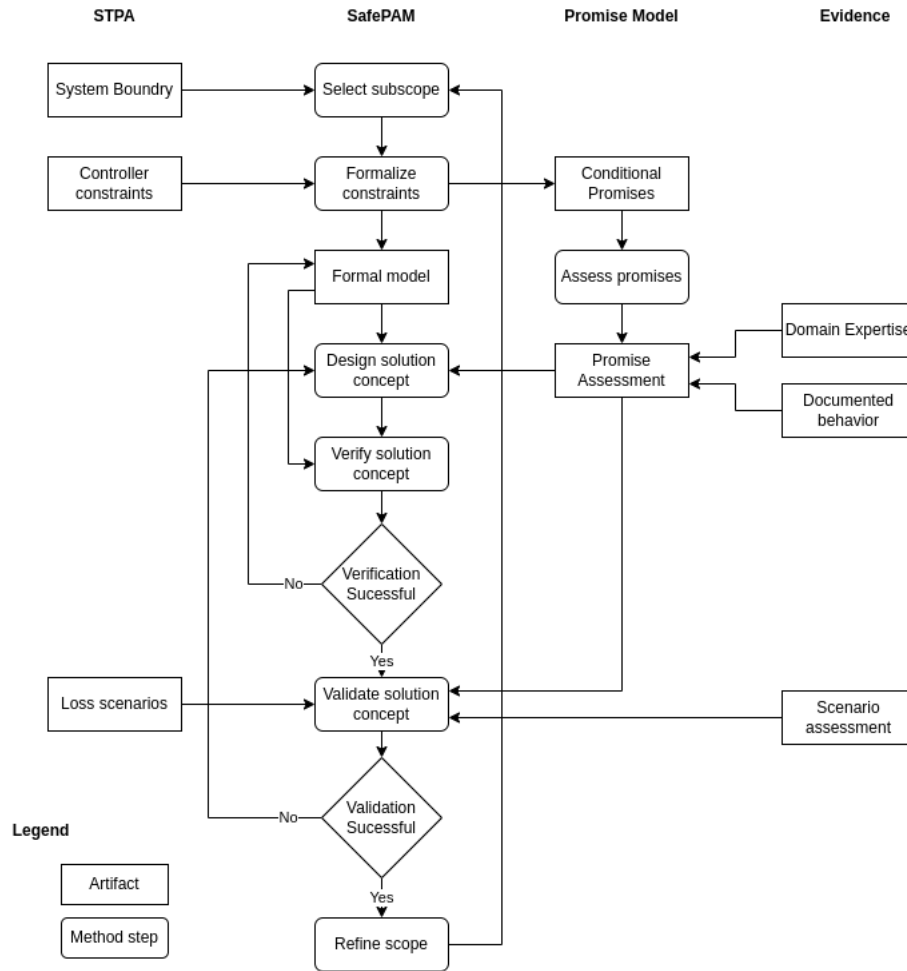 STPA
SafePAM
Promise Model
Evidence
System Boundry
Select subscope
Controller
constraints
Formalize
constraints
Conditional
Promises
Formal model
Assess promises
Domain Expertise
Design solution
concept
Promise
Assessment
Documented
behavior
Verify solution
concept
Verification
Sucessful
No
Yes
Loss scenarios
Validate solution
concept
Scenario
assessment
Validation
Sucessful
No
Yes
Legend
Artifact
Method step
Refine scope